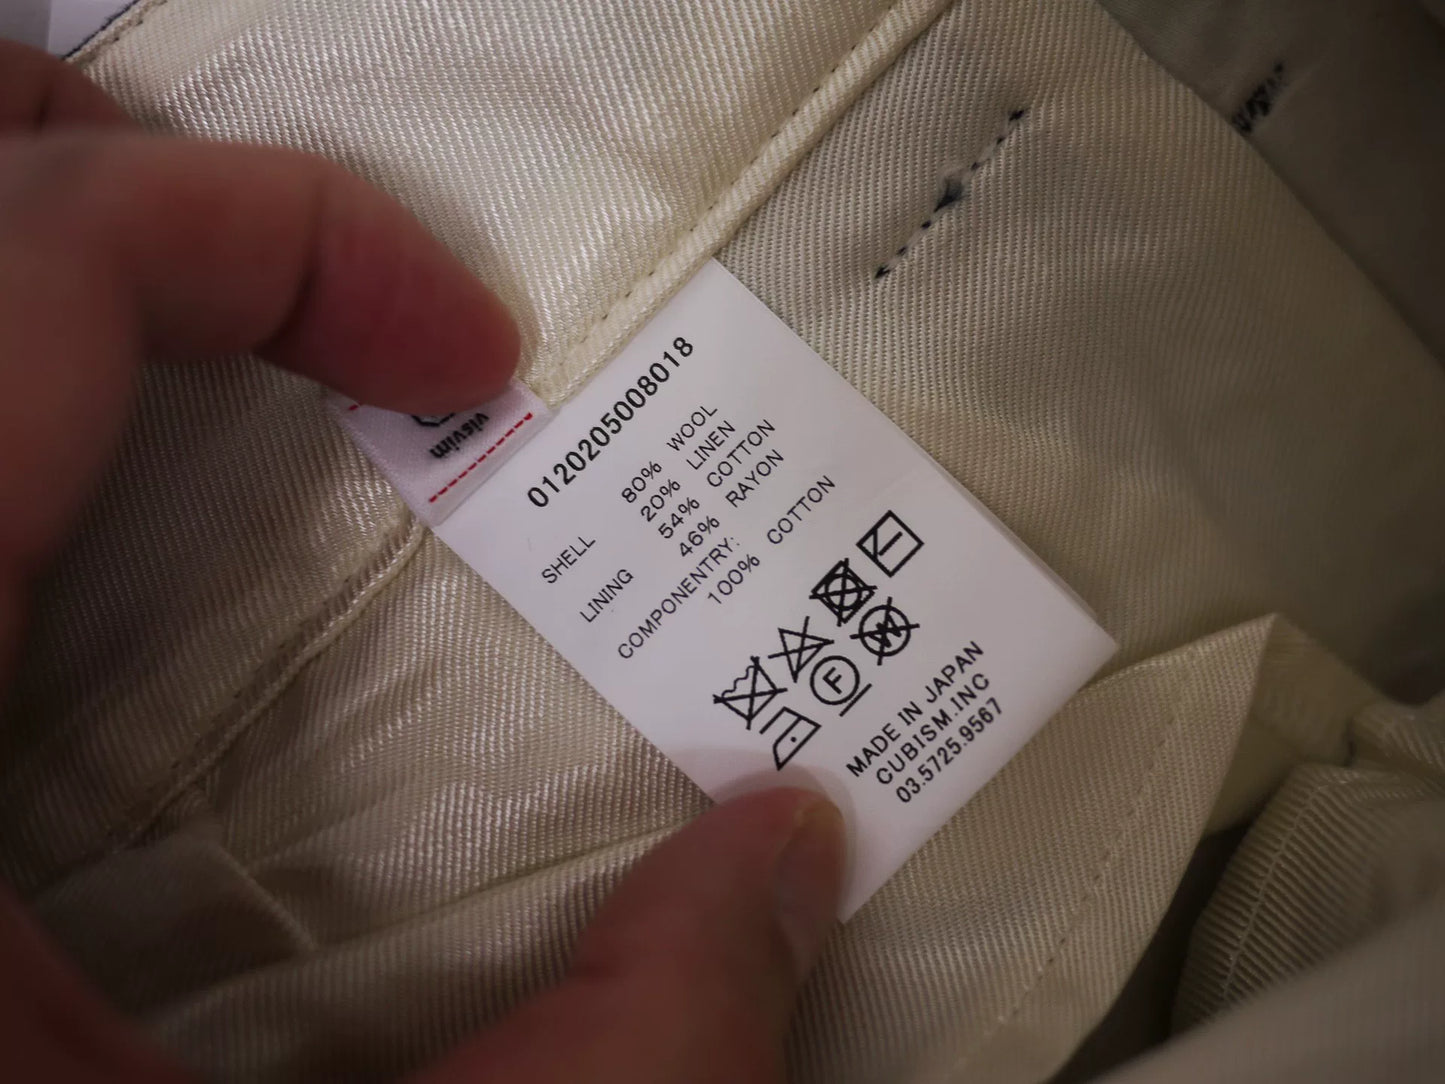 visvim
0120205008018
SHELL 80% WOOL
20% LINEN
LINING 54% COTTON
46% RAYON
COMPONENTRY:
100% COTTON
F
W
MADE IN JAPAN
CUBISM.INC
03.5725.9567